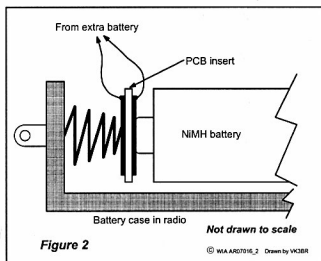 From extra battery
PCB insert
NiMH battery
Battery case in radio
Not drawn to scale
Figure 2
© WIA AR07016_2 Drawn by VK3BR